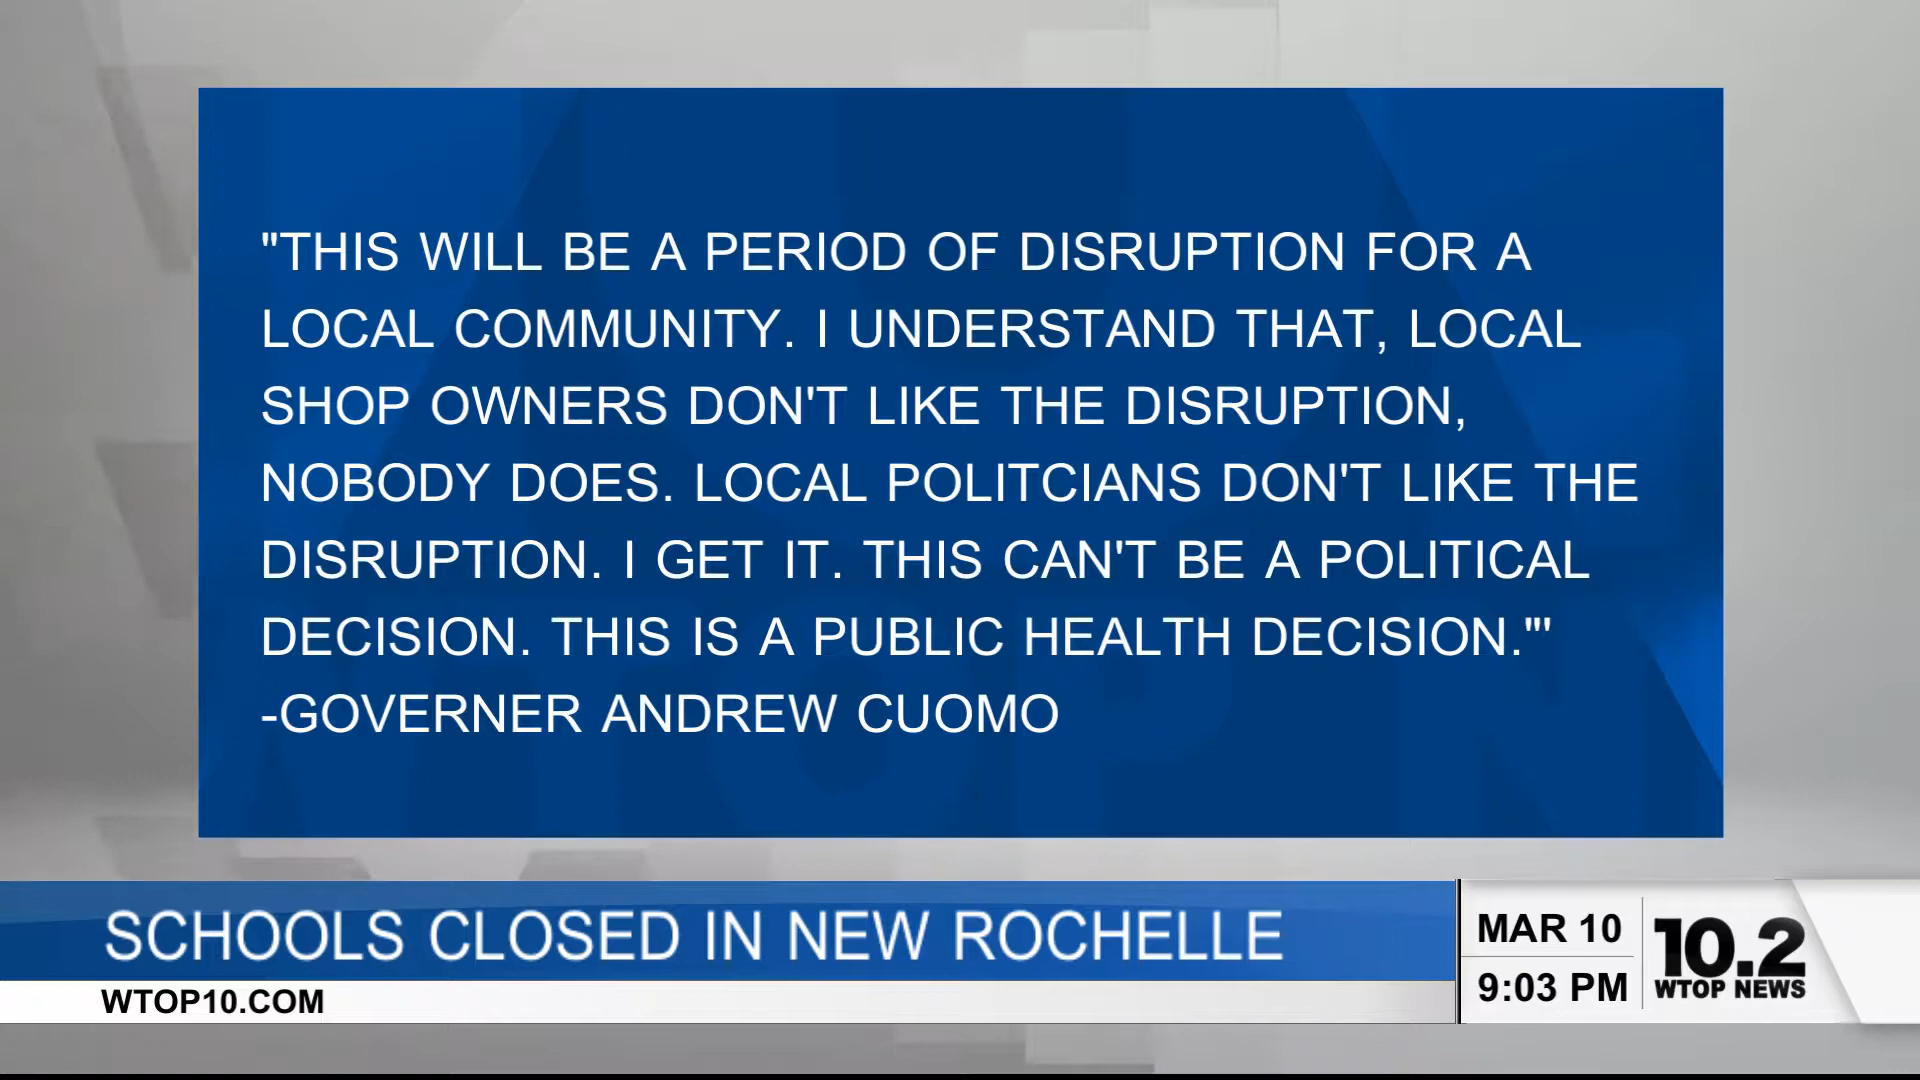 "THIS WILL BE A PERIOD OF DISRUPTION FOR A
LOCAL COMMUNITY. I UNDERSTAND THAT, LOCAL
SHOP OWNERS DON'T LIKE THE DISRUPTION,
NOBODY DOES. LOCAL POLITCIANS DON'T LIKE THE
DISRUPTION. I GET IT. THIS CAN'T BE A POLITICAL
DECISION. THIS IS A PUBLIC HEALTH DECISION."'
-GOVERNER ANDREW CUOMO
SCHOOLS CLOSED IN NEW ROCHELLE
WTOP10.COM
MAR 10
9:03 PM
10.2
WTOP NEWS